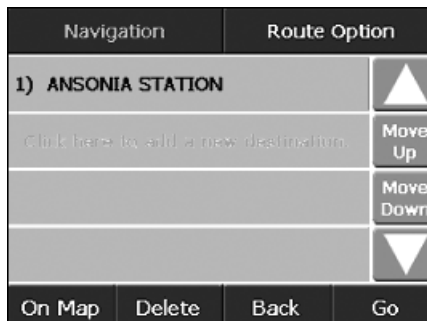 Navigation Route Option
1) ANSONIA STATION
Click here to add a new destination
Move
Up
Move
Down
On Map Delete Back Go